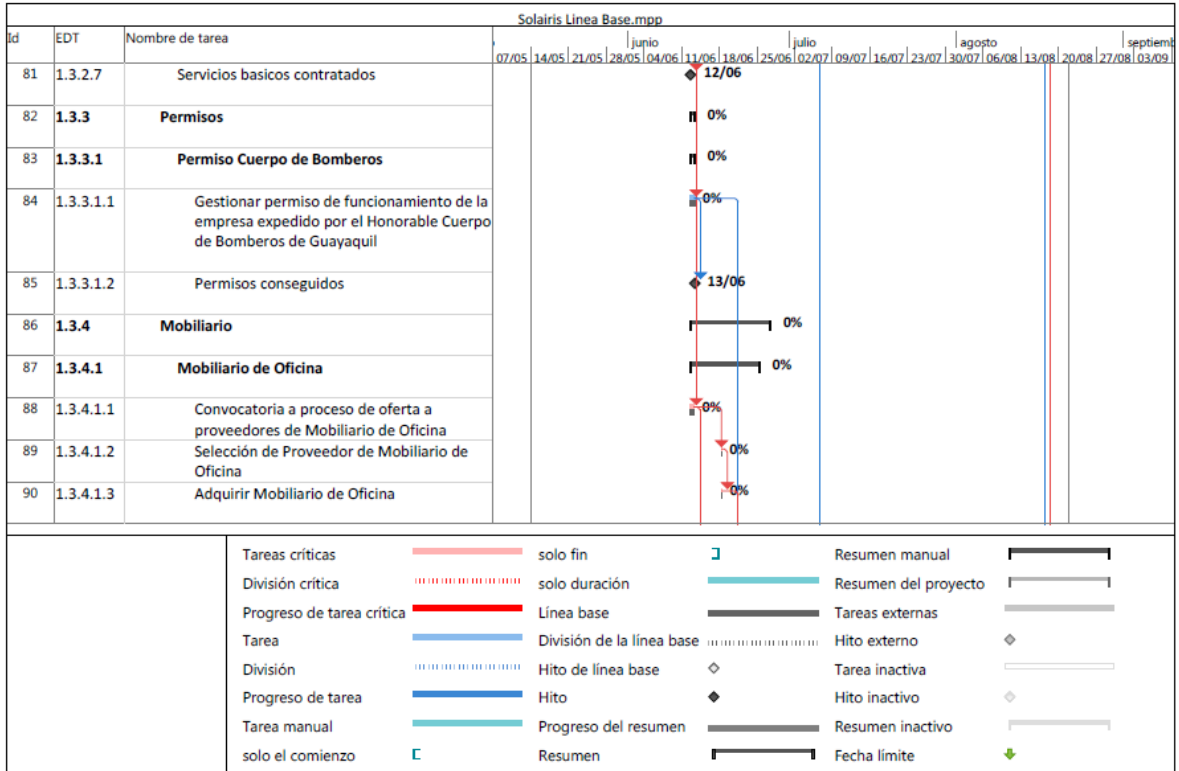 Solairis Linea Base.mpp
Id EDT Nombre de tarea junio julio agosto septiemb
07/05 14/05 21/05 28/05 04/06 11/06 18/06 25/06 02/07 09/07 16/07 23/07 30/07 06/08 13/08 20/08 27/08 03/09
81 1.3.2.7 Servicios basicos contratados 12/06
82 1.3.3 Permisos 0%
83 1.3.3.1 Permiso Cuerpo de Bomberos 0%
84 1.3.3.1.1 Gestionar permiso de funcionamiento de la 0%
empresa expedido por el Honorable Cuerpo
de Bomberos de Guayaquil
85 1.3.3.1.2 Permisos conseguidos 13/06
86 1.3.4 Mobiliario 0%
87 1.3.4.1 Mobiliario de Oficina 0%
88 1.3.4.1.1 Convocatoria a proceso de oferta a 0%
proveedores de Mobiliario de Oficina
89 1.3.4.1.2 Selección de Proveedor de Mobiliario de 0%
Oficina
90 1.3.4.1.3 Adquirir Mobiliario de Oficina 0%
Tareas críticas solo fin Resumen manual
División crítica solo duración Resumen del proyecto
Progreso de tarea crítica Línea base Tareas externas
Tarea División de la línea base Hito externo
División Hito de línea base Tarea inactiva
Progreso de tarea Hito Hito inactivo
Tarea manual Progreso del resumen Resumen inactivo
solo el comienzo Resumen Fecha límite